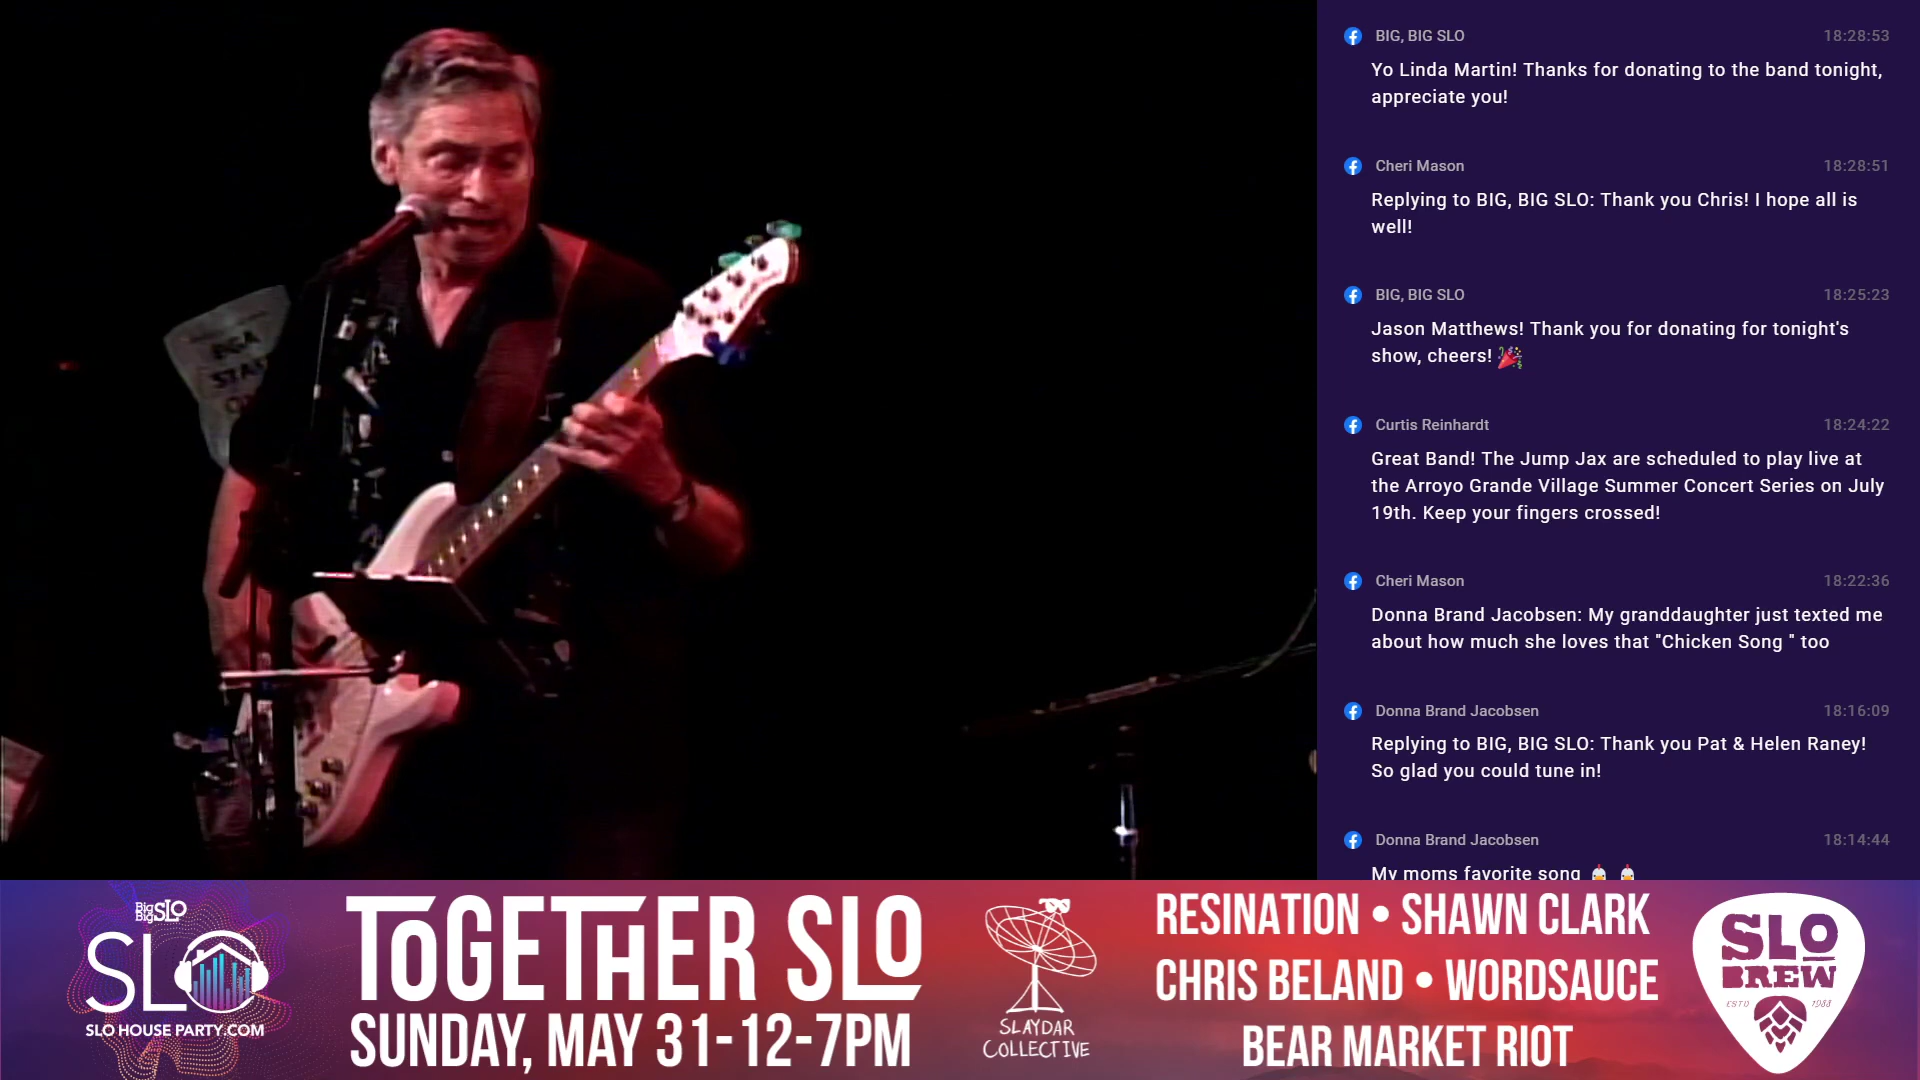 BIG, BIG SLO 18:28:53
Yo Linda Martin! Thanks for donating to the band tonight,
appreciate you!
Cheri Mason 18:28:51
Replying to BIG, BIG SLO: Thank you Chris! I hope all is
well!
BIG, BIG SLO 18:25:23
Jason Matthews! Thank you for donating for tonight's
show, cheers! 🎉
Curtis Reinhardt 18:24:22
Great Band! The Jump Jax are scheduled to play live at
the Arroyo Grande Village Summer Concert Series on July
19th. Keep your fingers crossed!
Cheri Mason 18:22:36
Donna Brand Jacobsen: My granddaughter just texted me
about how much she loves that "Chicken Song " too
Donna Brand Jacobsen 18:16:09
Replying to BIG, BIG SLO: Thank you Pat & Helen Raney!
So glad you could tune in!
Donna Brand Jacobsen 18:14:44
My moms favorite song 🐔 🐔
Big Big SLO
SLO
SLO HOUSE PARTY.COM
TOGETHER SLO
SUNDAY, MAY 31-12-7PM
SLAYDAR
COLLECTIVE
RESINATION • SHAWN CLARK
CHRIS BELAND • WORDSAUCE
BEAR MARKET RIOT
SLO
BREW
ESTD 1988